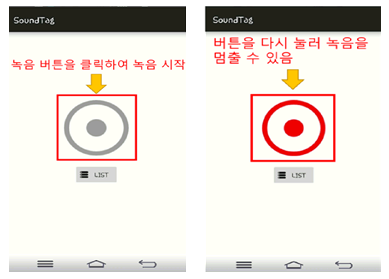 SoundTag
녹음 버튼을 클릭하여 녹음 시작
LIST
SoundTag
버튼을 다시 눌러 녹음을
멈출 수 있음
LIST